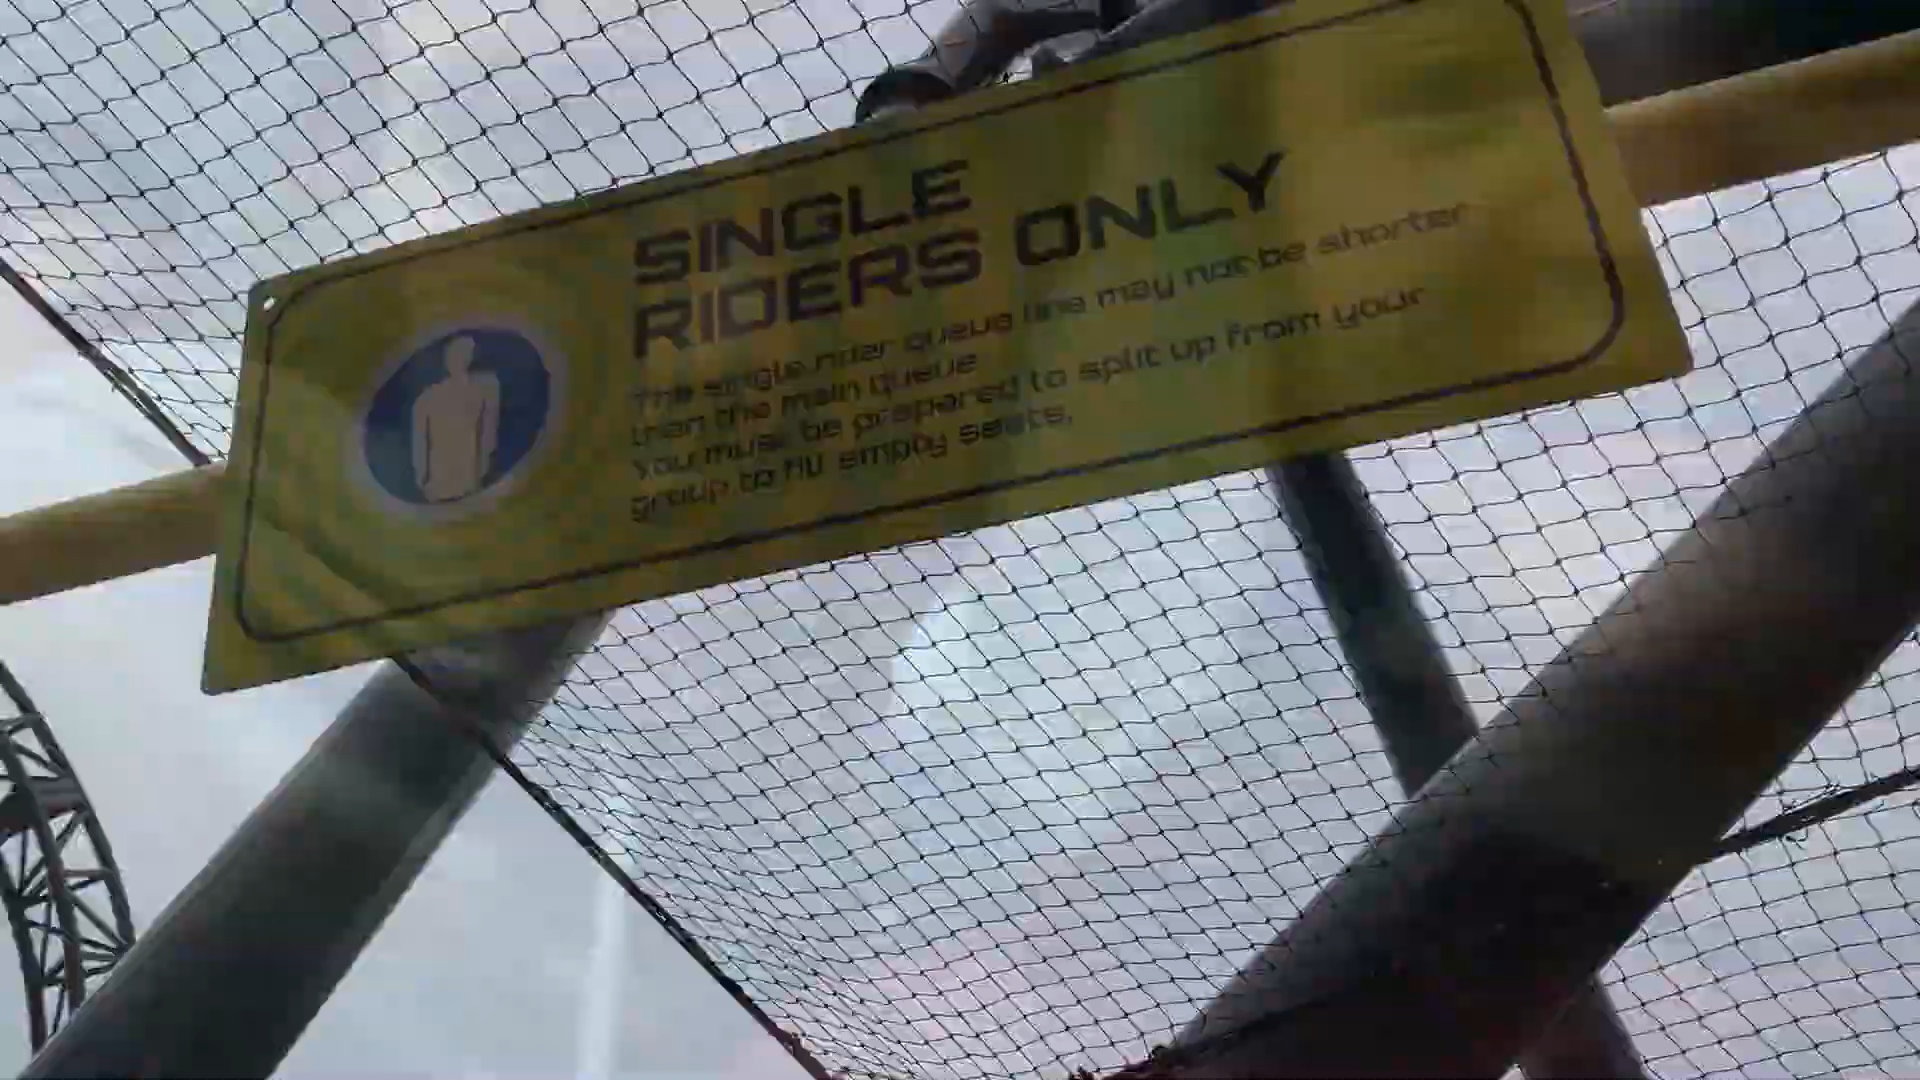 SINGLE
RIDERS ONLY
The single rider queue line may not be shorter
then the main queue
You must be prepared to split up from your
group to fill empty seats.